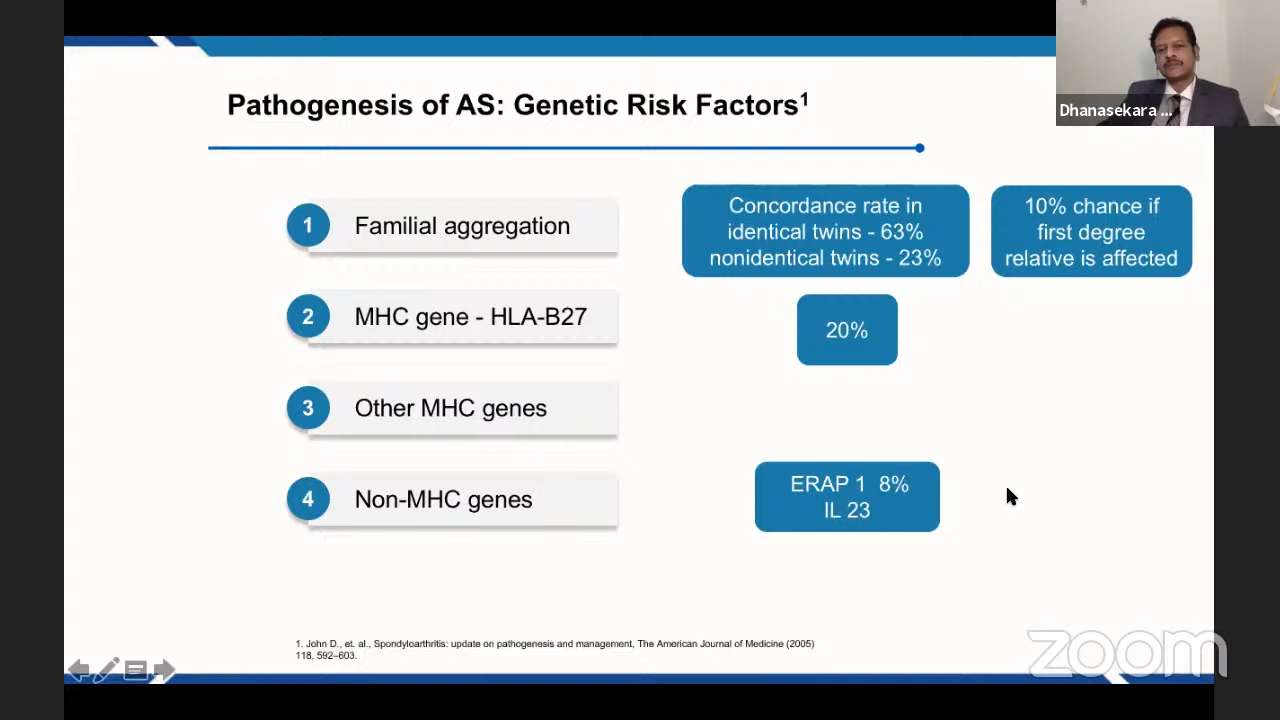 Pathogenesis of AS: Genetic Risk Factors1
Dhanasekara ...
1 Familial aggregation
Concordance rate in
identical twins - 63%
nonidentical twins - 23%
10% chance if
first degree
relative is affected
2 MHC gene - HLA-B27
20%
3 Other MHC genes
4 Non-MHC genes
ERAP 1 8%
IL 23
1. John D., et. al., Spondyloarthritis: update on pathogenesis and management, The American Journal of Medicine (2005)
118, 592–603.
zoom